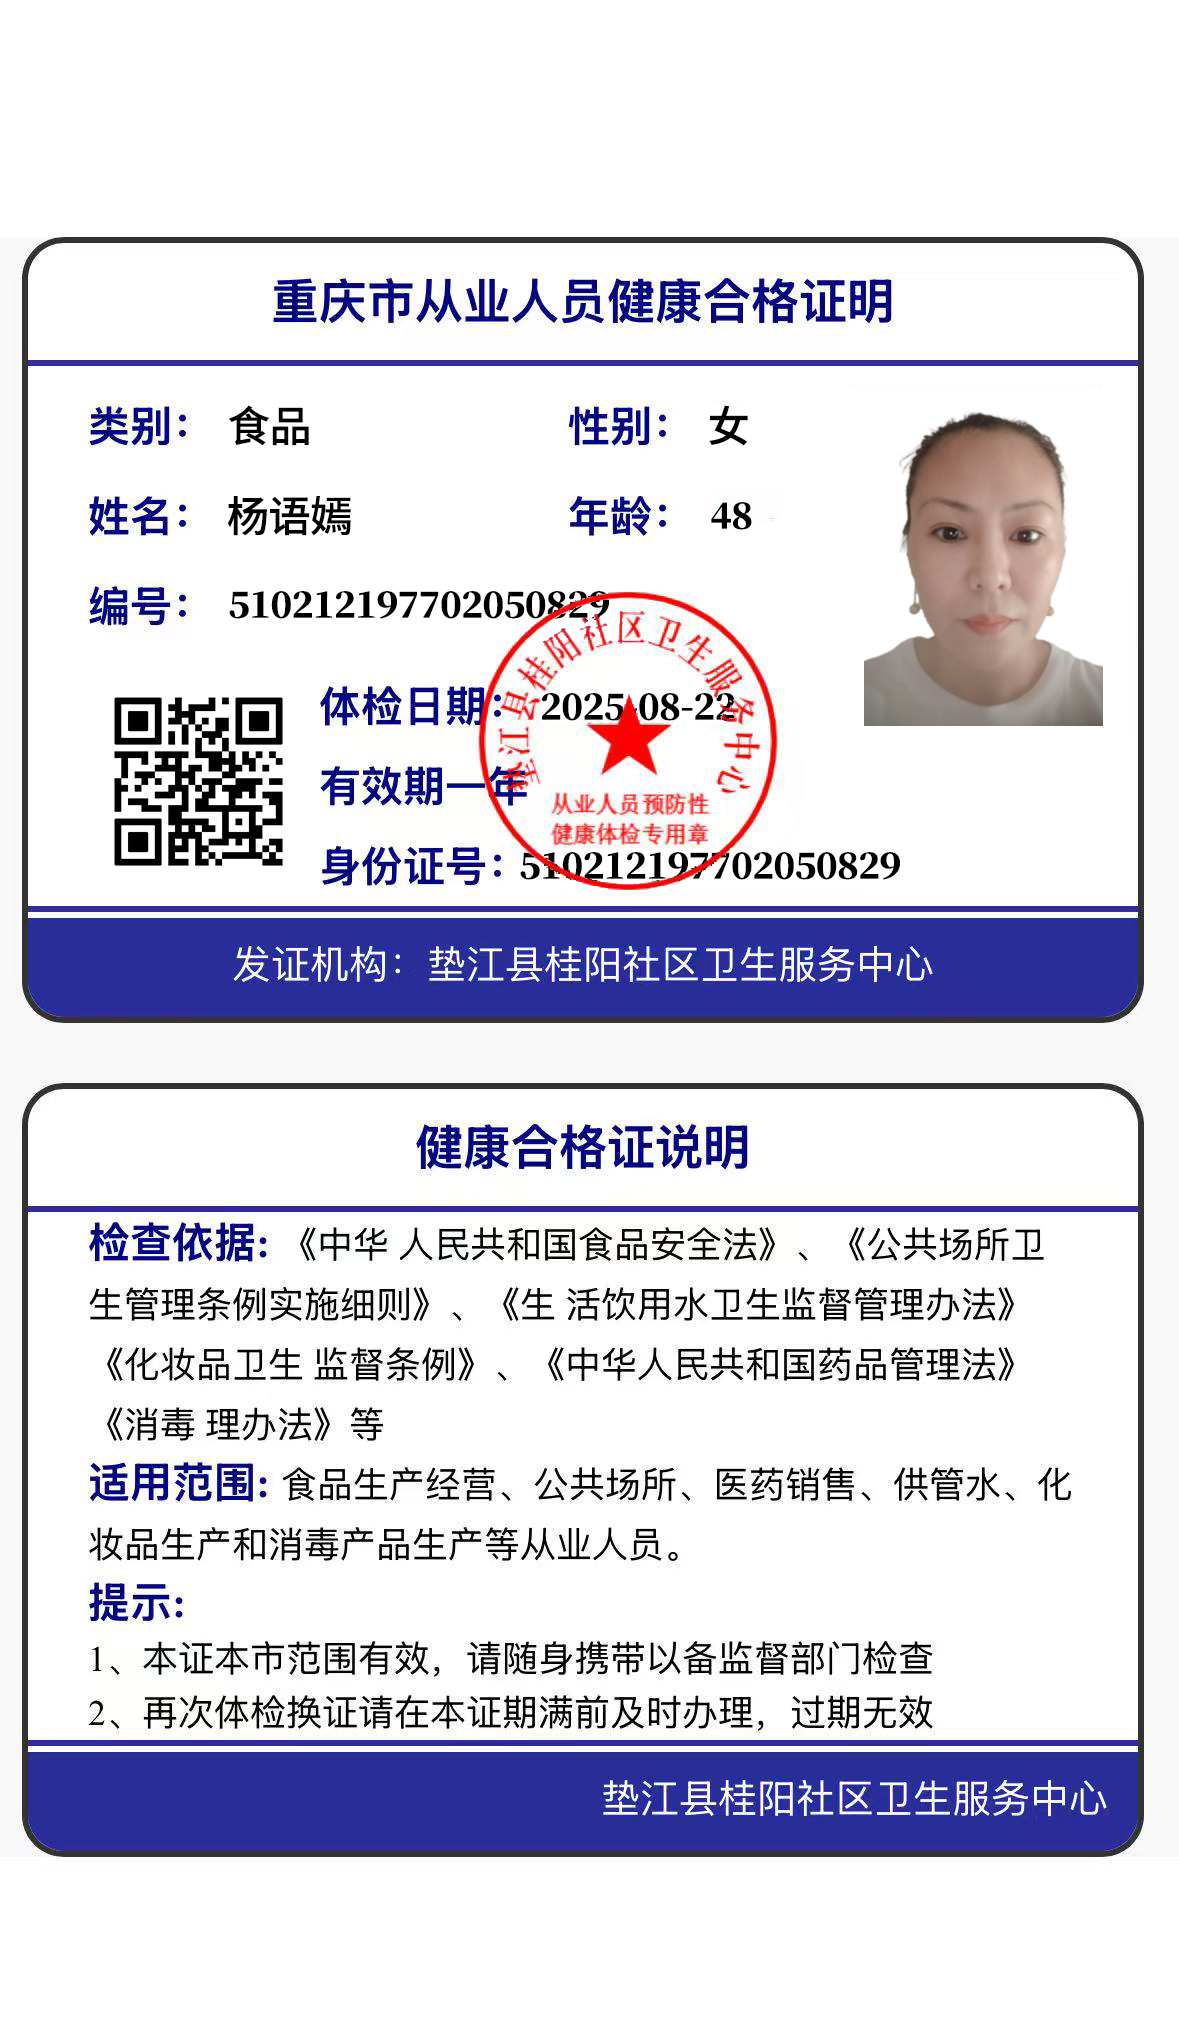 重庆市从业人员健康合格证明
类别： 食品 性别： 女
姓名： 杨语嫣 年龄： 48
编号： 510212197702050829
体检日期：2025-08-22
有效期一年
身份证号：510212197702050829
垫江县桂阳社区卫生服务中心
从业人员预防性
健康体检专用章
发证机构：垫江县桂阳社区卫生服务中心
健康合格证说明
检查依据:《中华 人民共和国食品安全法》、《公共场所卫
生管理条例实施细则》、《生 活饮用水卫生监督管理办法》
《化妆品卫生 监督条例》、《中华人民共和国药品管理法》
《消毒 理办法》等
适用范围: 食品生产经营、公共场所、医药销售、供管水、化
妆品生产和消毒产品生产等从业人员。
提示:
1、本证本市范围有效，请随身携带以备监督部门检查
2、再次体检换证请在本证期满前及时办理，过期无效
垫江县桂阳社区卫生服务中心